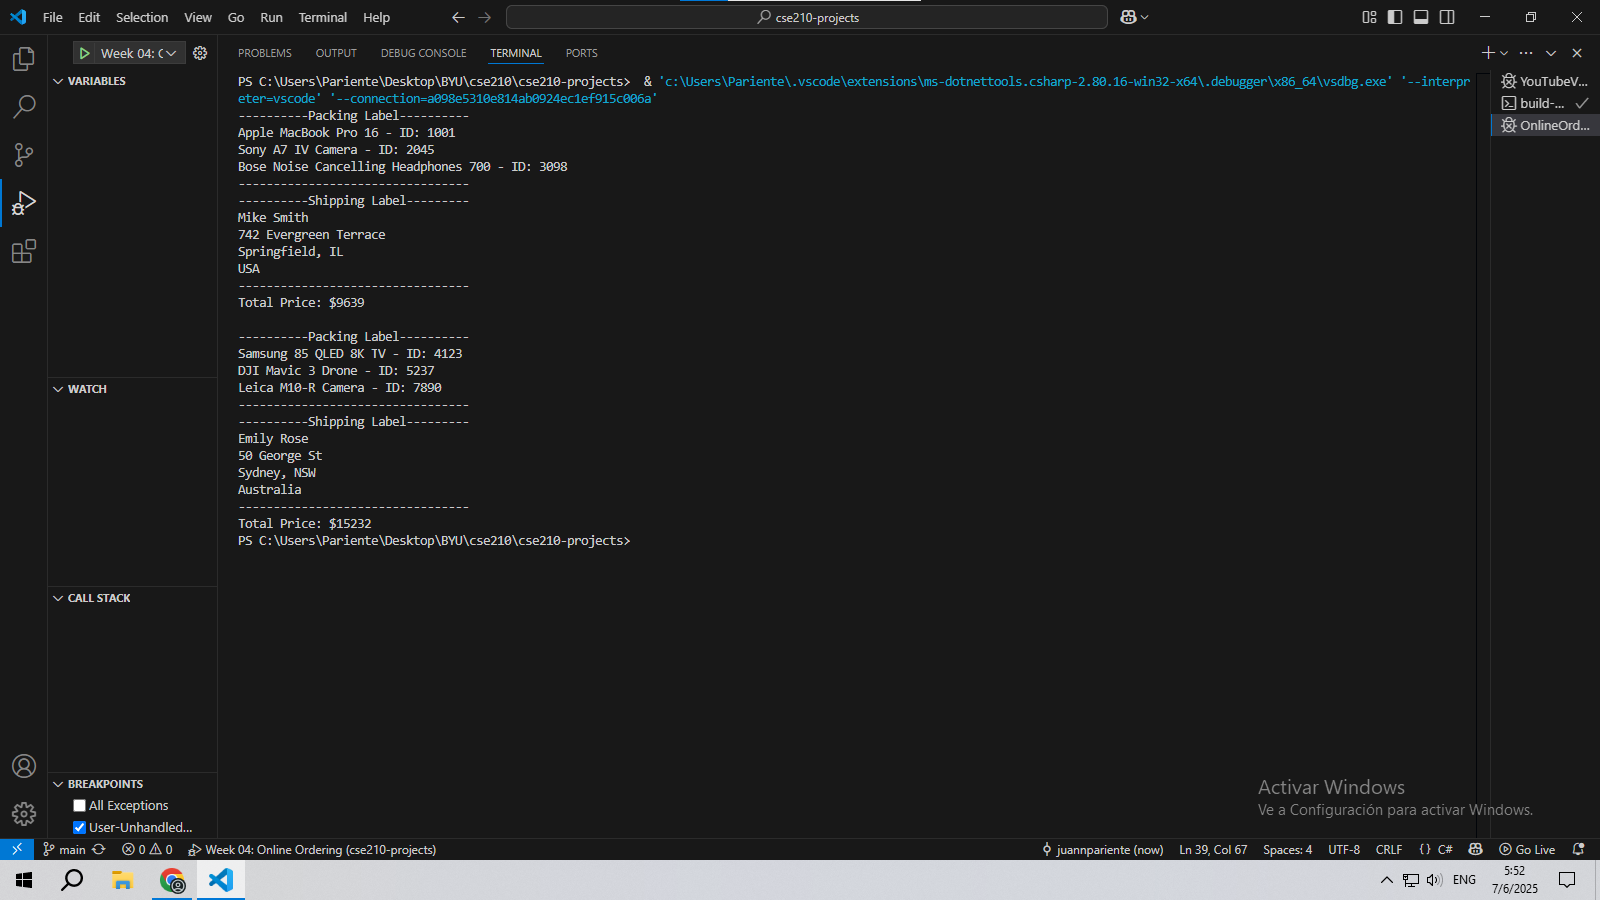 File Edit Selection View Go Run Terminal Help
cse210-projects
Week 04: C
PROBLEMS OUTPUT DEBUG CONSOLE TERMINAL PORTS
VARIABLES
WATCH
CALL STACK
BREAKPOINTS
All Exceptions
User-Unhandled...
PS C:\Users\Pariente\Desktop\BYU\cse210\cse210-projects>  & 'c:\Users\Pariente\.vscode\extensions\ms-dotnettools.csharp-2.80.16-win32-x64\.debugger\x86_64\vsdbg.exe' '--interpr
eter=vscode' '--connection=a098e5310e814ab0924ec1ef915c006a'
----------Packing Label----------
Apple MacBook Pro 16 - ID: 1001
Sony A7 IV Camera - ID: 2045
Bose Noise Cancelling Headphones 700 - ID: 3098
---------------------------------
----------Shipping Label---------
Mike Smith
742 Evergreen Terrace
Springfield, IL
USA
---------------------------------
Total Price: $9639
----------Packing Label----------
Samsung 85 QLED 8K TV - ID: 4123
DJI Mavic 3 Drone - ID: 5237
Leica M10-R Camera - ID: 7890
---------------------------------
----------Shipping Label---------
Emily Rose
50 George St
Sydney, NSW
Australia
---------------------------------
Total Price: $15232
PS C:\Users\Pariente\Desktop\BYU\cse210\cse210-projects>
YouTubeV...
build-...
OnlineOrd...
Activar Windows
Ve a Configuración para activar Windows.
main 0 0 Week 04: Online Ordering (cse210-projects) juannpariente (now) Ln 39, Col 67 Spaces: 4 UTF-8 CRLF {} C# Go Live
ENG
5:52
7/6/2025